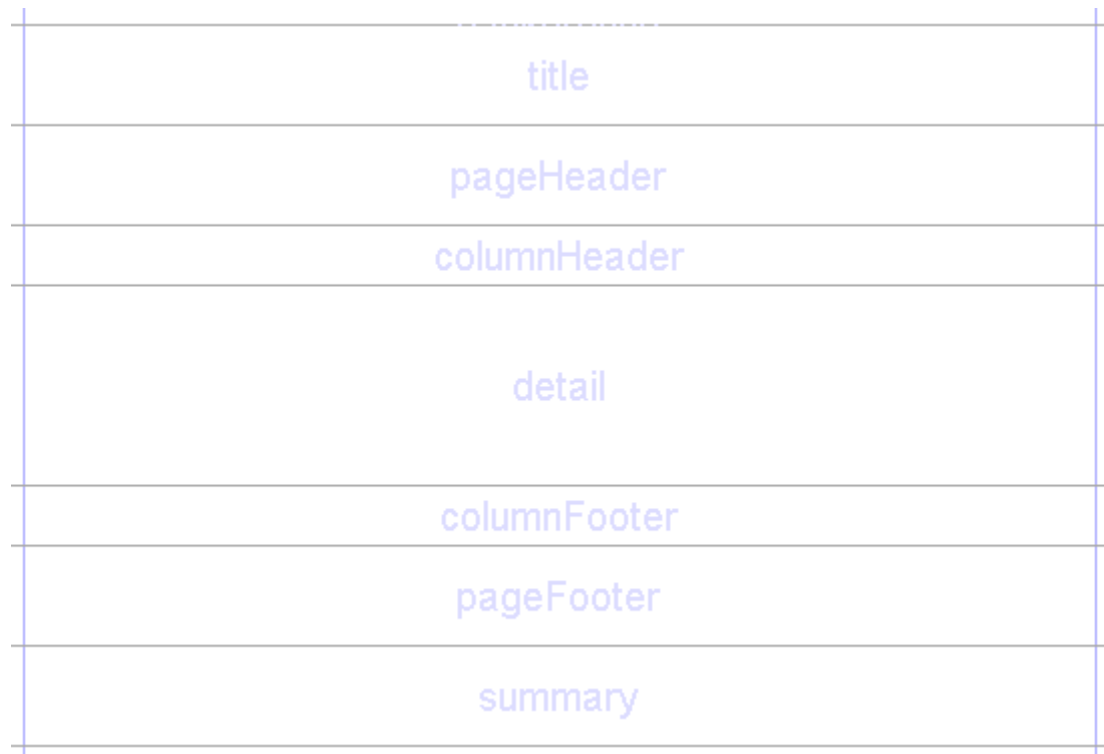 title
pageHeader
columnHeader
detail
columnFooter
pageFooter
summary